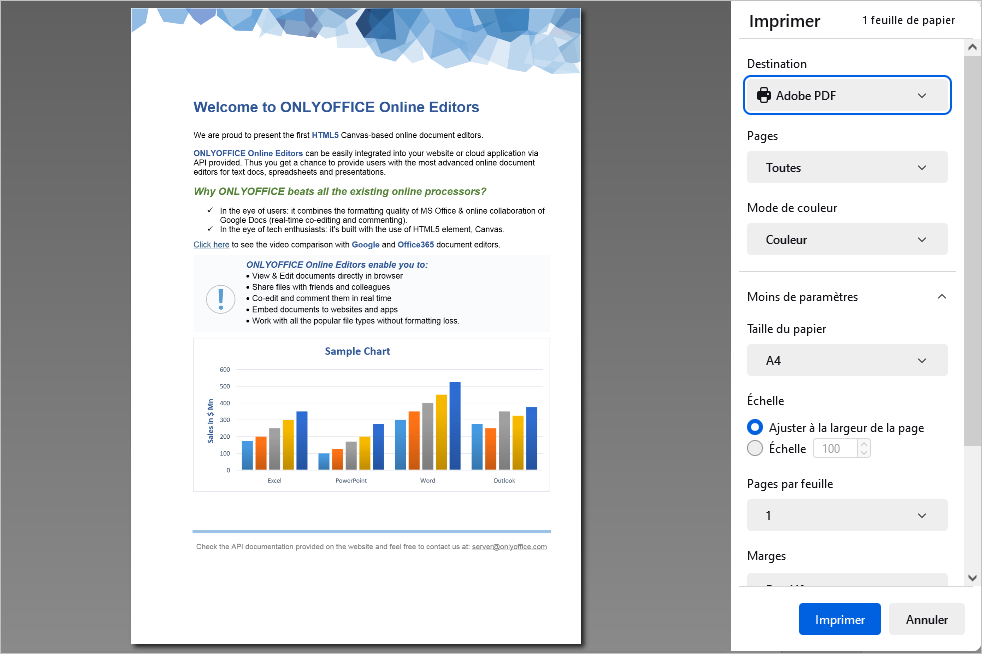 Welcome to ONLYOFFICE Online Editors
We are proud to present the first HTML5 Canvas-based online document editors.
ONLYOFFICE Online Editors can be easily integrated into your website or cloud application via
API provided. Thus you get a chance to provide users with the most advanced online document
editors for text docs, spreadsheets and presentations.
Why ONLYOFFICE beats all the existing online processors?
✓ In the eye of users: it combines the formatting quality of MS Office & online collaboration of
Google Docs (real-time co-editing and commenting).
✓ In the eye of tech enthusiasts: it's built with the use of HTML5 element, Canvas.
Click here to see the video comparison with Google and Office365 document editors.
ONLYOFFICE Online Editors enable you to:
• View & Edit documents directly in browser
• Share files with friends and colleagues
• Co-edit and comment them in real time
• Embed documents to websites and apps
• Work with all the popular file types without formatting loss.
Sample Chart
Sales in $ Mn
600
500
400
300
200
100
0
Excel PowerPoint Word Outlook
Check the API documentation provided on the website and feel free to contact us at: server@onlyoffice.com
Imprimer 1 feuille de papier
Destination
Adobe PDF
Pages
Toutes
Mode de couleur
Couleur
Moins de paramètres
Taille du papier
A4
Échelle
Ajuster à la largeur de la page
Échelle 100
Pages par feuille
1
Marges
Imprimer Annuler